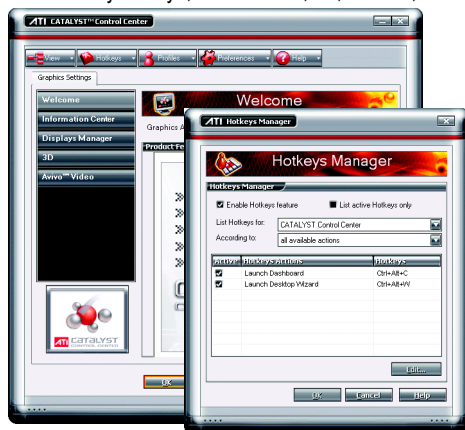 ATI CATALYST™ Control Center
View
Hotkeys
Profiles
Preferences
Help
Graphics Settings
Welcome
Information Center
Displays Manager
3D
Avivo™ Video
Welcome
Graphics A
Product Fe
ATI CATALYST
CONTROL CENTER
OK
ATI Hotkeys Manager
Hotkeys Manager
Hotkeys Manager
Enable Hotkeys feature
List active Hotkeys only
List Hotkeys for: CATALYST Control Center
According to: all available actions
Active Hotkeys Actions Hotkeys
Launch Dashboard Ctrl+Alt+C
Launch Desktop Wizard Ctrl+Alt+W
Edit...
OK Cancel Help